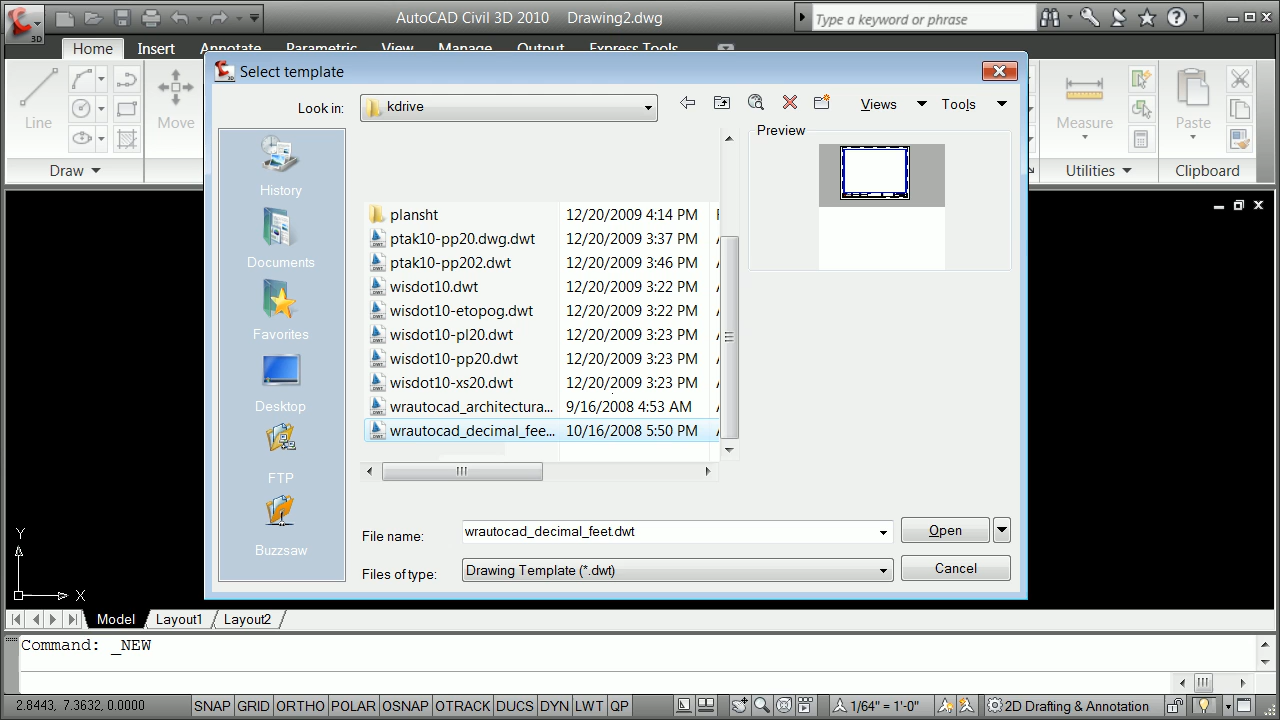 AutoCAD Civil 3D 2010 Drawing2.dwg
Type a keyword or phrase
3D
Home Insert Annotate Parametric View Manage Output Express Tools
Line
Move
Draw
Measure
Paste
Utilities
Clipboard
Select template
Look in:
kdrive
Views
Tools
Preview
History
Documents
Favorites
Desktop
FTP
Buzzsaw
plansht 12/20/2009 4:14 PM
ptak10-pp20.dwg.dwt 12/20/2009 3:37 PM
ptak10-pp202.dwt 12/20/2009 3:46 PM
wisdot10.dwt 12/20/2009 3:22 PM
wisdot10-etopog.dwt 12/20/2009 3:22 PM
wisdot10-pl20.dwt 12/20/2009 3:23 PM
wisdot10-pp20.dwt 12/20/2009 3:23 PM
wisdot10-xs20.dwt 12/20/2009 3:23 PM
wrautocad_architectura... 9/16/2008 4:53 AM
wrautocad_decimal_fee... 10/16/2008 5:50 PM
File name:
wrautocad_decimal_feet.dwt
Open
Files of type:
Drawing Template (*.dwt)
Cancel
Y
X
Model Layout1 Layout2
Command: _NEW
2.8443, 7.3632, 0.0000 SNAP GRID ORTHO POLAR OSNAP OTRACK DUCS DYN LWT QP 1/64" = 1'-0" 2D Drafting & Annotation